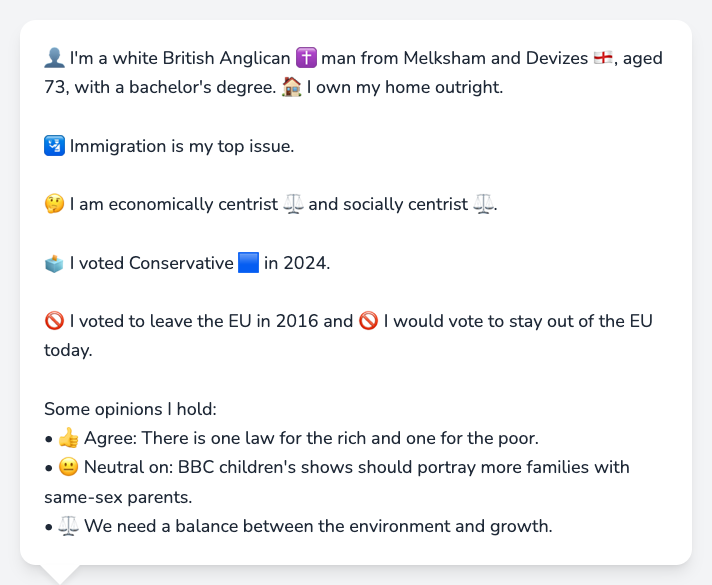 👤 I'm a white British Anglican ✝️ man from Melksham and Devizes 🏴󠁧󠁢󠁥󠁮󠁧󠁿, aged
73, with a bachelor's degree. 🏠 I own my home outright.
🛂 Immigration is my top issue.
🤔 I am economically centrist ⚖️ and socially centrist ⚖️.
🗳️ I voted Conservative 🟦 in 2024.
🚫 I voted to leave the EU in 2016 and 🚫 I would vote to stay out of the EU
today.
Some opinions I hold:
• 👍 Agree: There is one law for the rich and one for the poor.
• 😐 Neutral on: BBC children's shows should portray more families with
same-sex parents.
• ⚖️ We need a balance between the environment and growth.